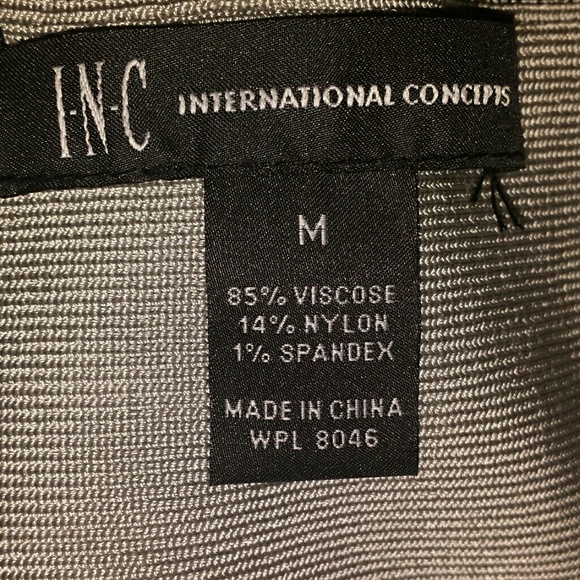 I·N·C INTERNATIONAL CONCEPTS
M
85% VISCOSE
14% NYLON
1% SPANDEX
MADE IN CHINA
WPL 8046